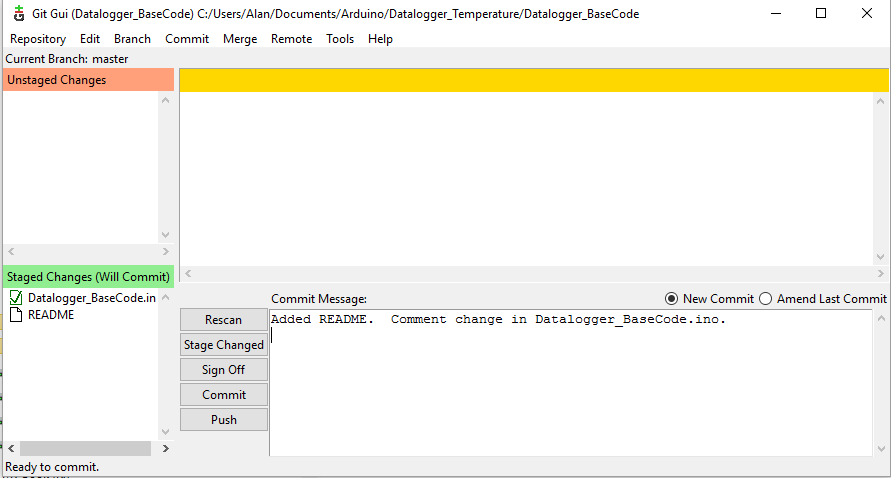 Git Gui (Datalogger_BaseCode) C:/Users/Alan/Documents/Arduino/Datalogger_Temperature/Datalogger_BaseCode
Repository Edit Branch Commit Merge Remote Tools Help
Current Branch: master
Unstaged Changes
Staged Changes (Will Commit)
Datalogger_BaseCode.in
README
Commit Message:
New Commit
Amend Last Commit
Rescan
Stage Changed
Sign Off
Commit
Push
Added README.  Comment change in Datalogger_BaseCode.ino.
Ready to commit.